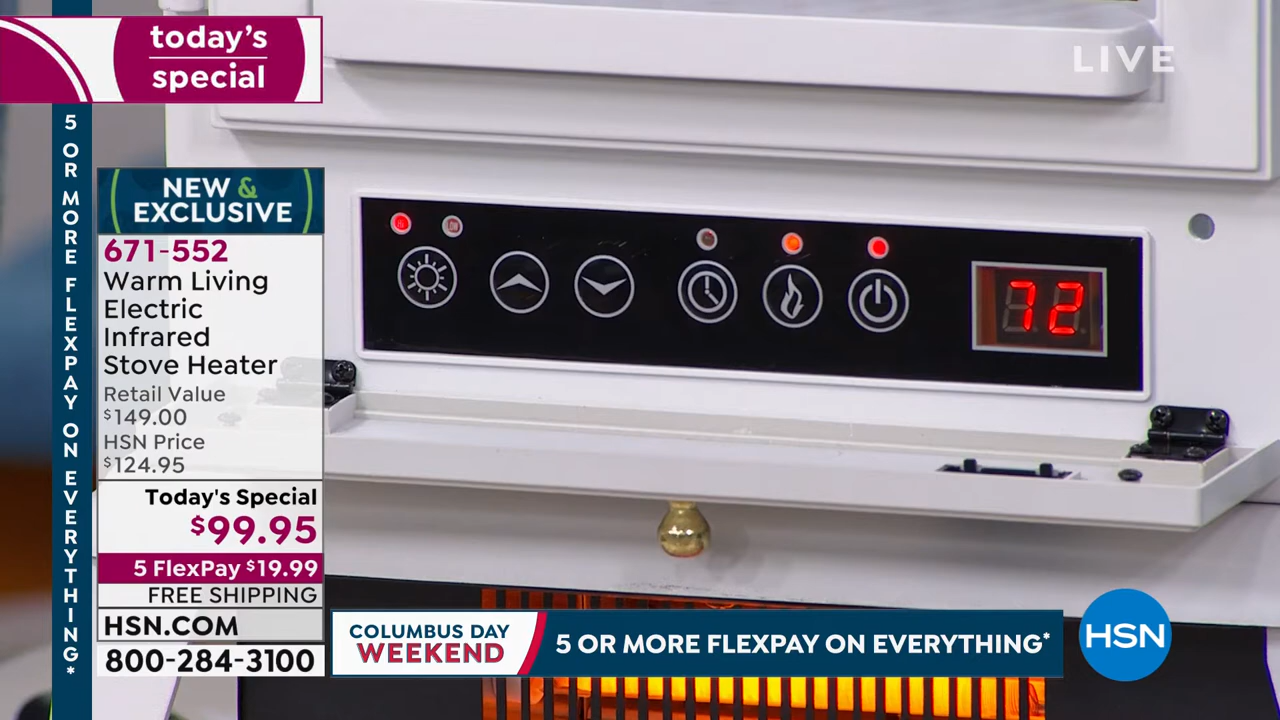 today's
special
LIVE
5 OR MORE FLEXPAY ON EVERYTHING*
NEW &
EXCLUSIVE
671-552
Warm Living
Electric
Infrared
Stove Heater
Retail Value
$149.00
HSN Price
$124.95
Today's Special
$99.95
5 FlexPay $19.99
FREE SHIPPING
HSN.COM
800-284-3100
72
COLUMBUS DAY
WEEKEND
5 OR MORE FLEXPAY ON EVERYTHING*
HSN